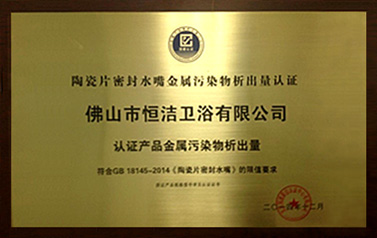 陶瓷片密封水嘴金属污染物析出量认证
佛山市恒洁卫浴有限公司
认证产品金属污染物析出量
符合GB 18145-2014《陶瓷片密封水嘴》的限值要求